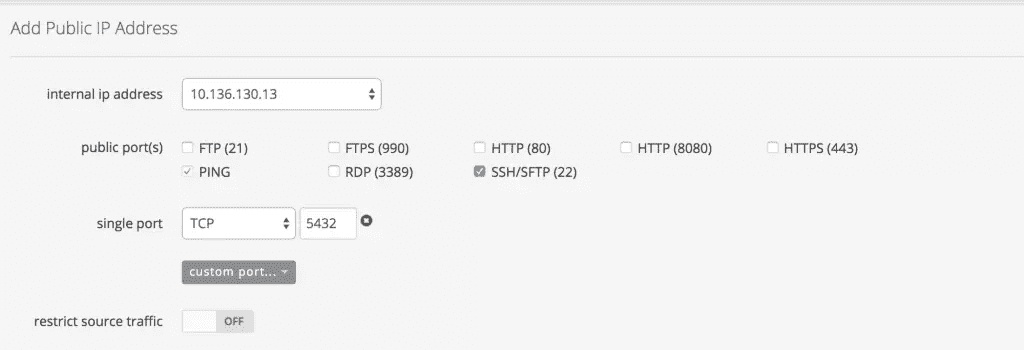 Add Public IP Address
internal ip address 10.136.130.13
public port(s) FTP (21) FTPS (990) HTTP (80) HTTP (8080) HTTPS (443)
PING RDP (3389) SSH/SFTP (22)
single port TCP 5432
custom port...
restrict source traffic OFF